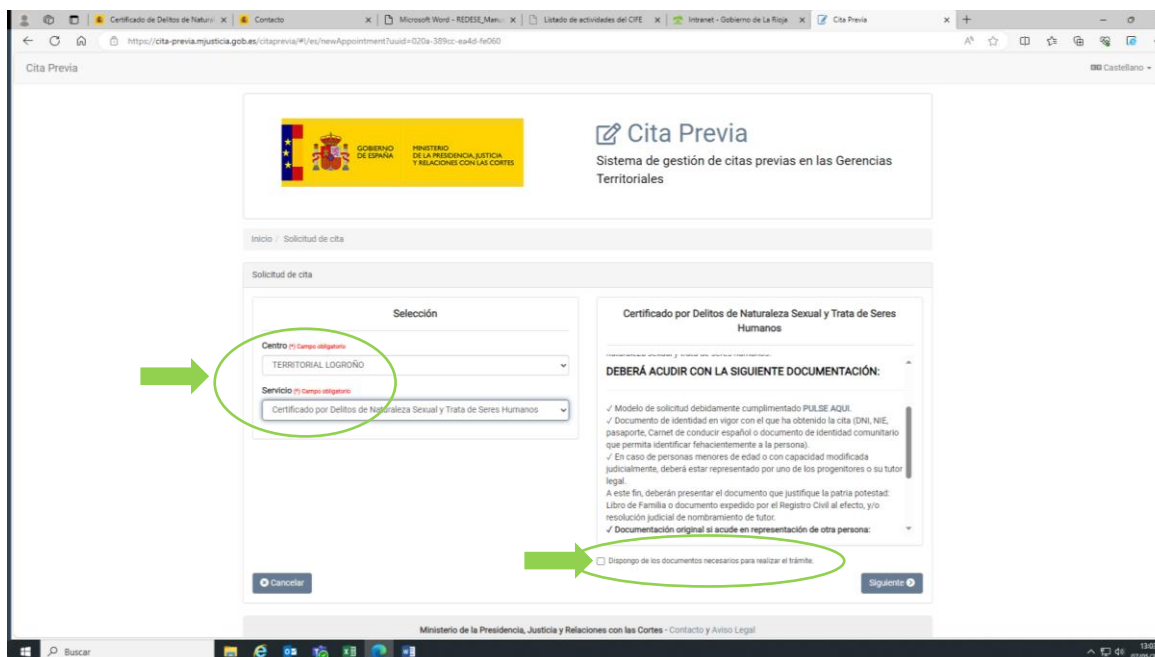 Certificado de Delitos de Natural
Contacto
Microsoft Word - REDESE_Manu
Listado de actividades del CIFE
Intranet - Gobierno de La Rioja
Cita Previa
https://cita-previa.mjusticia.gob.es/citaprevia/#!/es/newAppointment?uuid=020a-389cc-ea4d-fe060
Cita Previa
Castellano
GOBIERNO DE ESPAÑA
MINISTERIO DE LA PRESIDENCIA, JUSTICIA Y RELACIONES CON LAS CORTES
Cita Previa
Sistema de gestión de citas previas en las Gerencias
Territoriales
Inicio / Solicitud de cita
Solicitud de cita
Selección
Centro (*) Campo obligatorio
TERRITORIAL LOGROÑO
Servicio (*) Campo obligatorio
Certificado por Delitos de Naturaleza Sexual y Trata de Seres Humanos
Certificado por Delitos de Naturaleza Sexual y Trata de Seres
Humanos
naturaleza sexual y trata de seres humanos.
DEBERÁ ACUDIR CON LA SIGUIENTE DOCUMENTACIÓN:
✓ Modelo de solicitud debidamente cumplimentado PULSE AQUI.
✓ Documento de identidad en vigor con el que ha obtenido la cita (DNI, NIE,
pasaporte, Carnet de conducir español o documento de identidad comunitario
que permita identificar fehacientemente a la persona).
✓ En caso de personas menores de edad o con capacidad modificada
judicialmente, deberá estar representado por uno de los progenitores o su tutor
legal.
A este fin, deberán presentar el documento que justifique la patria potestad:
Libro de Familia o documento expedido por el Registro Civil al efecto, y/o
resolución judicial de nombramiento de tutor.
✓ Documentación original si acude en representación de otra persona:
Dispongo de los documentos necesarios para realizar el trámite.
Cancelar
Siguiente
Ministerio de la Presidencia, Justicia y Relaciones con las Cortes - Contacto y Aviso Legal
Buscar